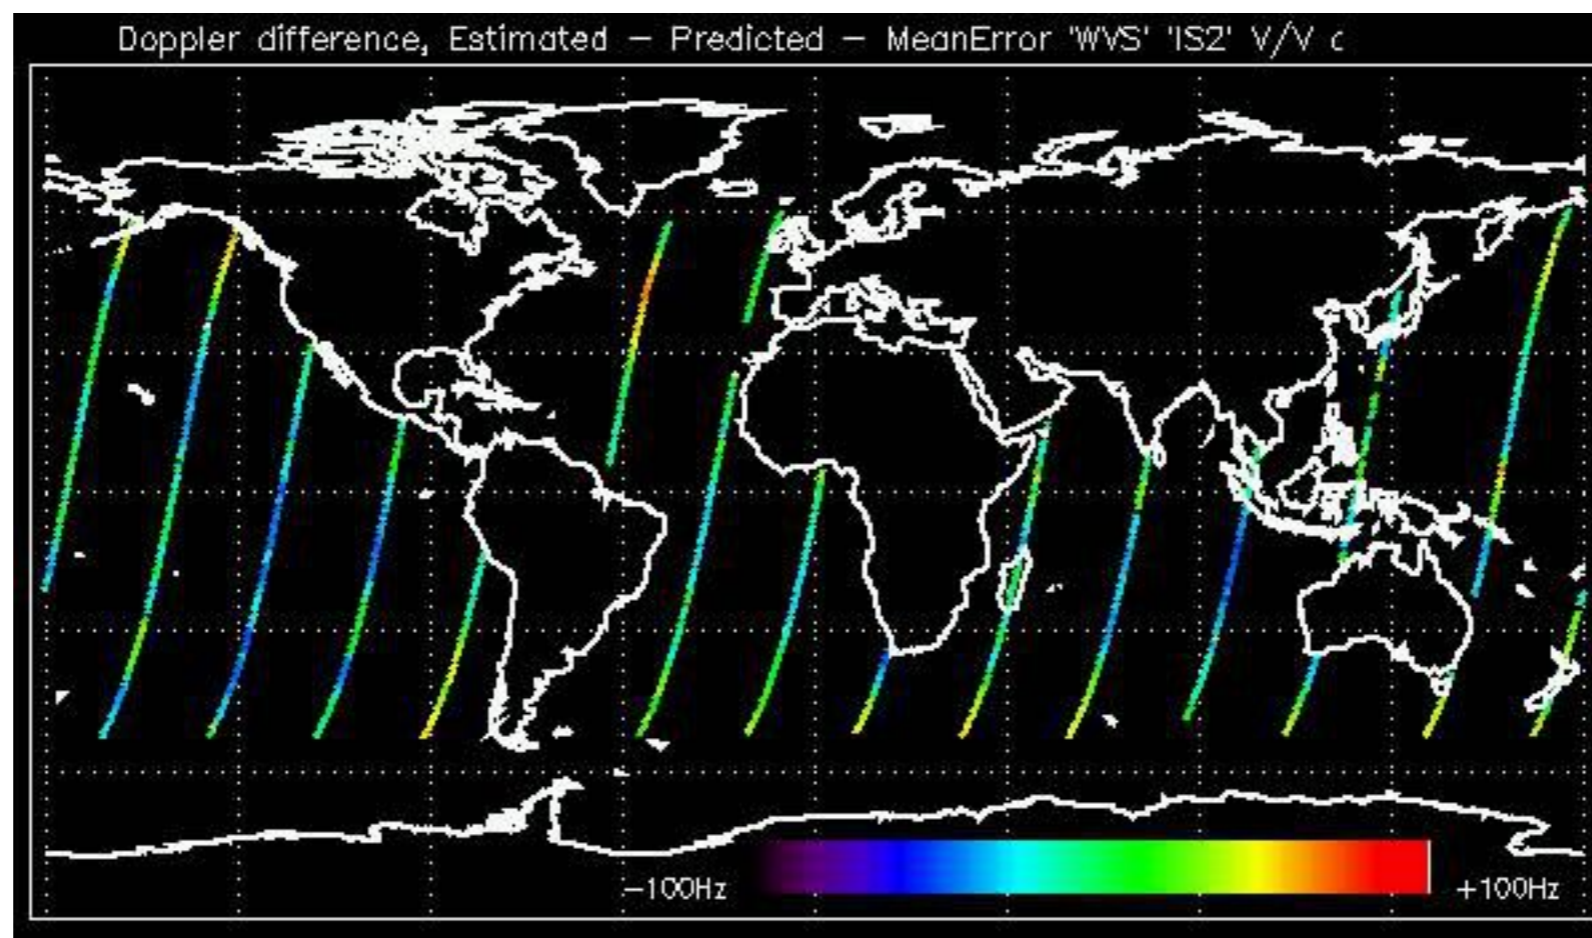 Doppler difference, Estimated – Predicted – MeanError 'WVS' 'IS2' V/V
–100Hz
+100Hz